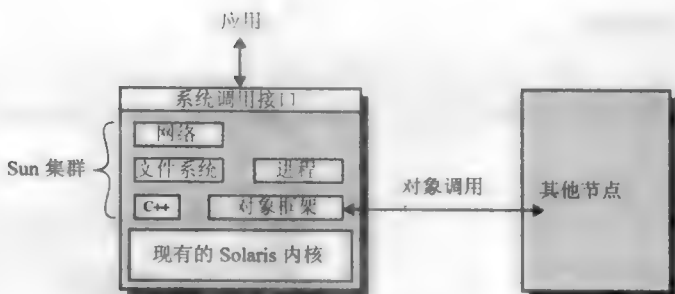 应用
系统调用接口
网络
Sun 集群
文件系统
进程
C++
对象框架
对象调用
其他节点
现有的 Solaris 内核